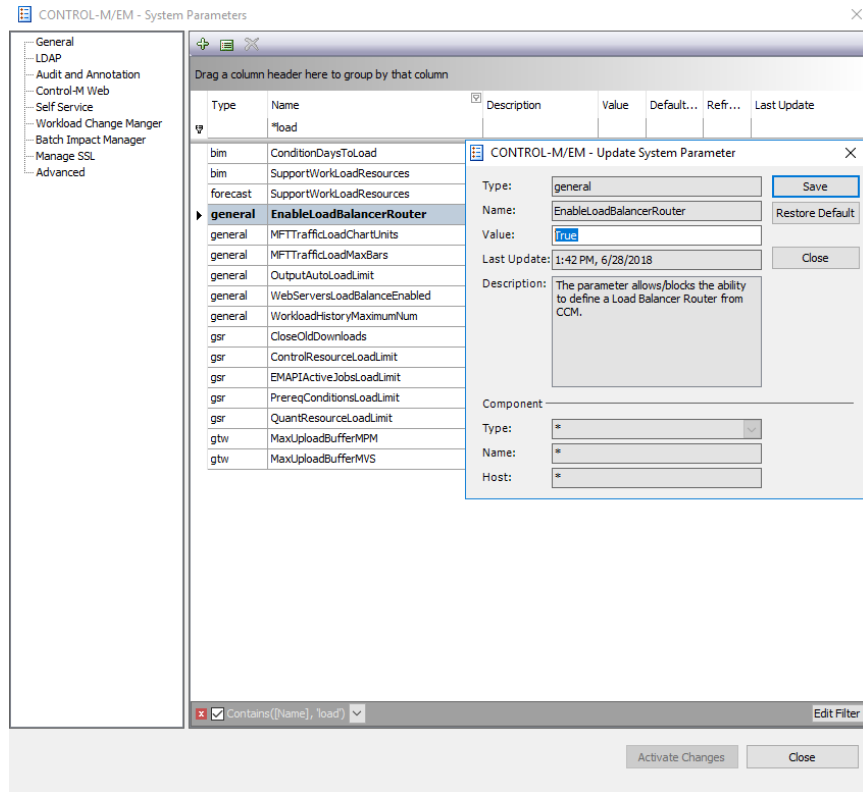 CONTROL-M/EM - System Parameters
General
LDAP
Audit and Annotation
Control-M Web
Self Service
Workload Change Manger
Batch Impact Manager
Manage SSL
Advanced
Drag a column header here to group by that column
Type Name Description Value Default... Refr... Last Update
*load
bim ConditionDaysToLoad
bim SupportWorkLoadResources
forecast SupportWorkLoadResources
general EnableLoadBalancerRouter
general MFTTrafficLoadChartUnits
general MFTTrafficLoadMaxBars
general OutputAutoLoadLimit
general WebServersLoadBalanceEnabled
general WorkloadHistoryMaximumNum
gsr CloseOldDownloads
gsr ControlResourceLoadLimit
gsr EMAPIActiveJobsLoadLimit
gsr PrereqConditionsLoadLimit
gsr QuantResourceLoadLimit
gtw MaxUploadBufferMPM
gtw MaxUploadBufferMVS
CONTROL-M/EM - Update System Parameter
Type: general Save
Name: EnableLoadBalancerRouter Restore Default
Value: True
Last Update: 1:42 PM, 6/28/2018 Close
Description: The parameter allows/blocks the ability
to define a Load Balancer Router from
CCM.
Component
Type: *
Name: *
Host: *
Contains([Name], 'load') Edit Filter
Activate Changes Close